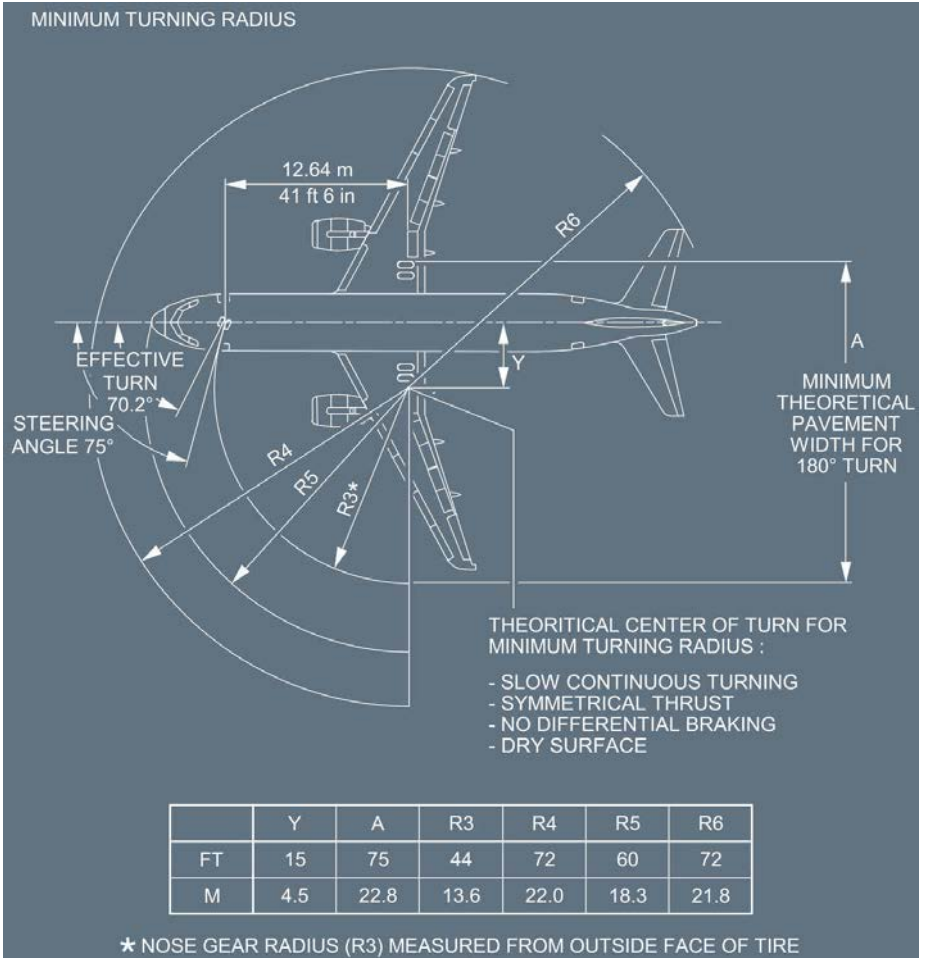 MINIMUM TURNING RADIUS
12.64 m
41 ft 6 in
R6
Y
A
EFFECTIVE
TURN
70.2°
STEERING
ANGLE 75°
R4
R5
R3*
MINIMUM
THEORETICAL
PAVEMENT
WIDTH FOR
180° TURN
THEORITICAL CENTER OF TURN FOR
MINIMUM TURNING RADIUS :
- SLOW CONTINUOUS TURNING
- SYMMETRICAL THRUST
- NO DIFFERENTIAL BRAKING
- DRY SURFACE
Y A R3 R4 R5 R6
FT 15 75 44 72 60 72
M 4.5 22.8 13.6 22.0 18.3 21.8
* NOSE GEAR RADIUS (R3) MEASURED FROM OUTSIDE FACE OF TIRE